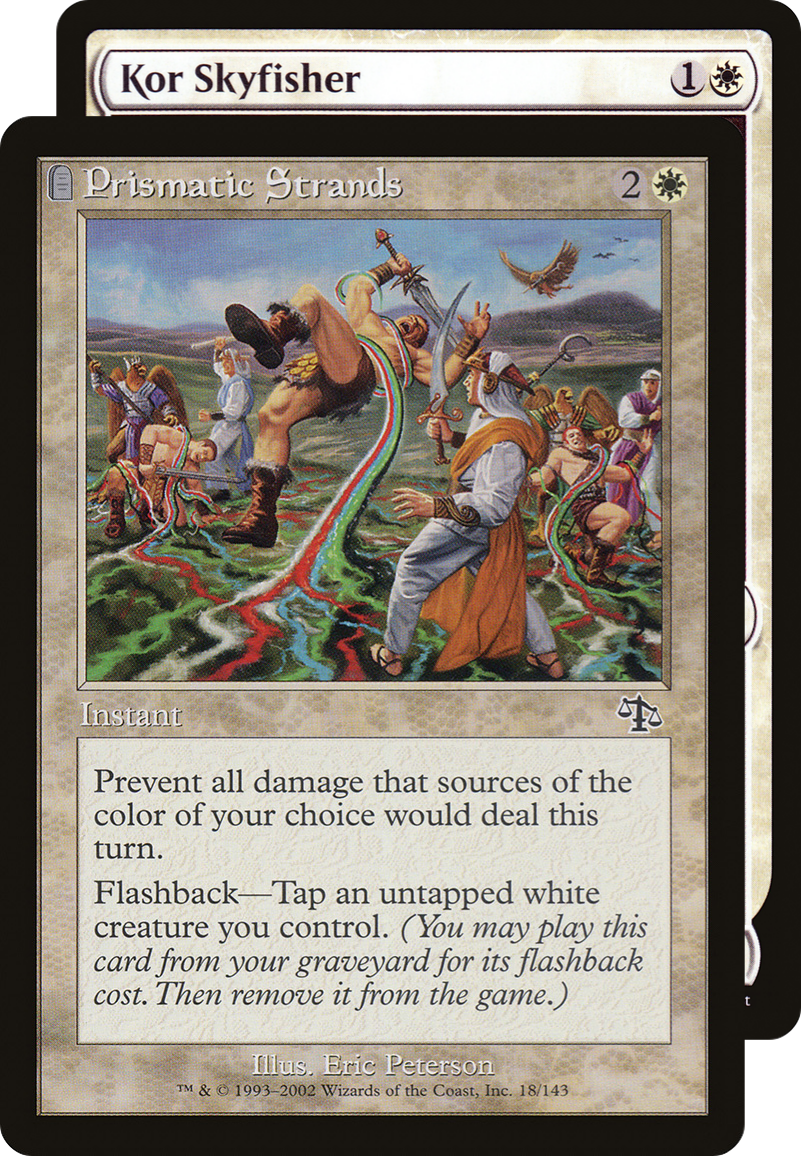 Kor Skyfisher 1
Prismatic Strands 2
Instant
Prevent all damage that sources of the
color of your choice would deal this
turn.
Flashback—Tap an untapped white
creature you control. (You may play this
card from your graveyard for its flashback
cost. Then remove it from the game.)
Illus. Eric Peterson
™ & © 1993–2002 Wizards of the Coast, Inc. 18/143